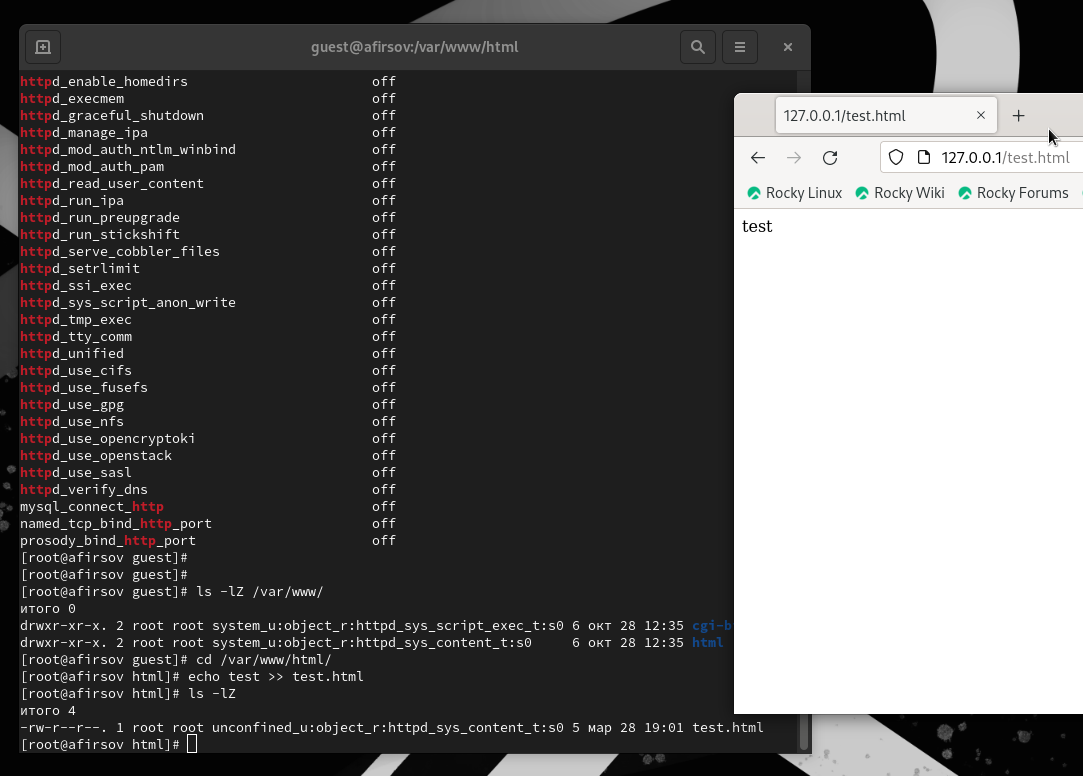 guest@afirsov:/var/www/html
httpd_enable_homedirs off
httpd_execmem off
httpd_graceful_shutdown off
httpd_manage_ipa off
httpd_mod_auth_ntlm_winbind off
httpd_mod_auth_pam off
httpd_read_user_content off
httpd_run_ipa off
httpd_run_preupgrade off
httpd_run_stickshift off
httpd_serve_cobbler_files off
httpd_setrlimit off
httpd_ssi_exec off
httpd_sys_script_anon_write off
httpd_tmp_exec off
httpd_tty_comm off
httpd_unified off
httpd_use_cifs off
httpd_use_fusefs off
httpd_use_gpg off
httpd_use_nfs off
httpd_use_opencryptoki off
httpd_use_openstack off
httpd_use_sasl off
httpd_verify_dns off
mysql_connect_http off
named_tcp_bind_http_port off
prosody_bind_http_port off
[root@afirsov guest]#
[root@afirsov guest]#
[root@afirsov guest]# ls -lZ /var/www/
итого 0
drwxr-xr-x. 2 root root system_u:object_r:httpd_sys_script_exec_t:s0 6 окт 28 12:35 cgi-b
drwxr-xr-x. 2 root root system_u:object_r:httpd_sys_content_t:s0 6 окт 28 12:35 html
[root@afirsov guest]# cd /var/www/html/
[root@afirsov html]# echo test >> test.html
[root@afirsov html]# ls -lZ
итого 4
-rw-r--r--. 1 root root unconfined_u:object_r:httpd_sys_content_t:s0 5 мар 28 19:01 test.html
[root@afirsov html]#
127.0.0.1/test.html
127.0.0.1/test.html
Rocky Linux Rocky Wiki Rocky Forums
test